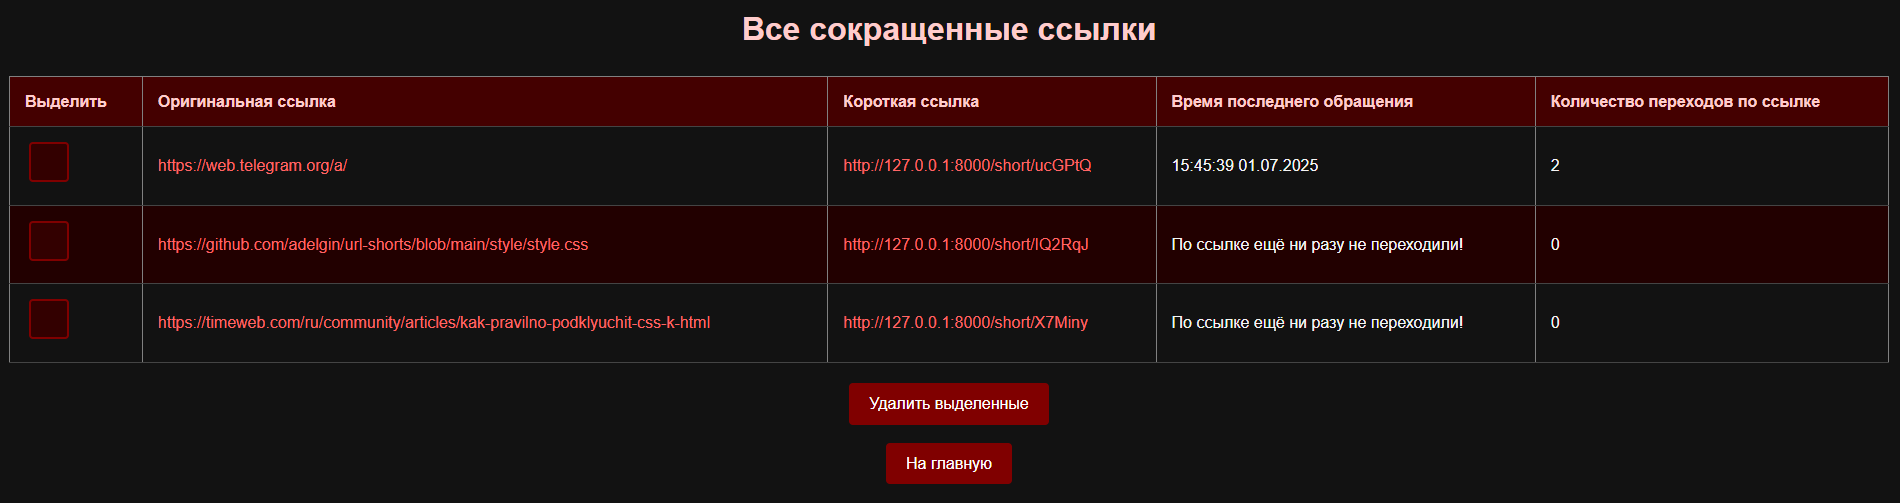 Все сокращенные ссылки
Выделить Оригинальная ссылка Короткая ссылка Время последнего обращения Количество переходов по ссылке
https://web.telegram.org/a/ http://127.0.0.1:8000/short/ucGPtQ 15:45:39 01.07.2025 2
https://github.com/adelgin/url-shorts/blob/main/style/style.css http://127.0.0.1:8000/short/IQ2RqJ По ссылке ещё ни разу не переходили! 0
https://timeweb.com/ru/community/articles/kak-pravilno-podklyuchit-css-k-html http://127.0.0.1:8000/short/X7Miny По ссылке ещё ни разу не переходили! 0
Удалить выделенные
На главную